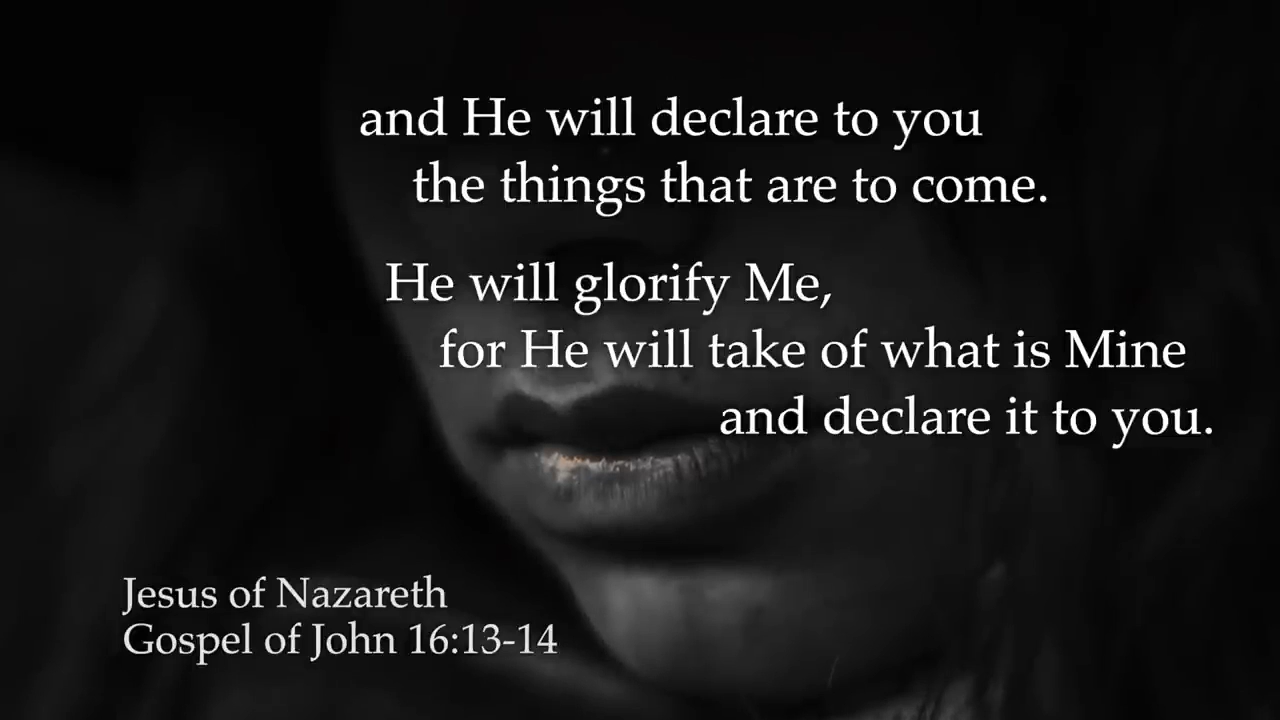 and He will declare to you
the things that are to come.
He will glorify Me,
for He will take of what is Mine
and declare it to you.
Jesus of Nazareth
Gospel of John 16:13-14